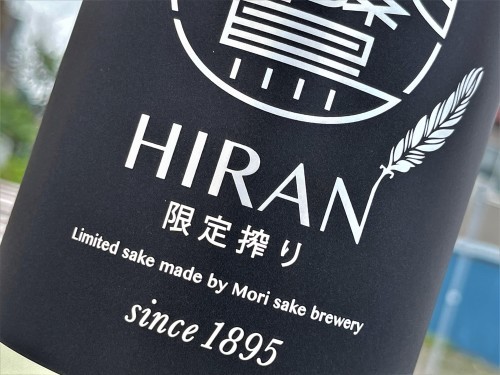 HIRAN
限定搾り
Limited sake made by Mori sake brewery
since 1895